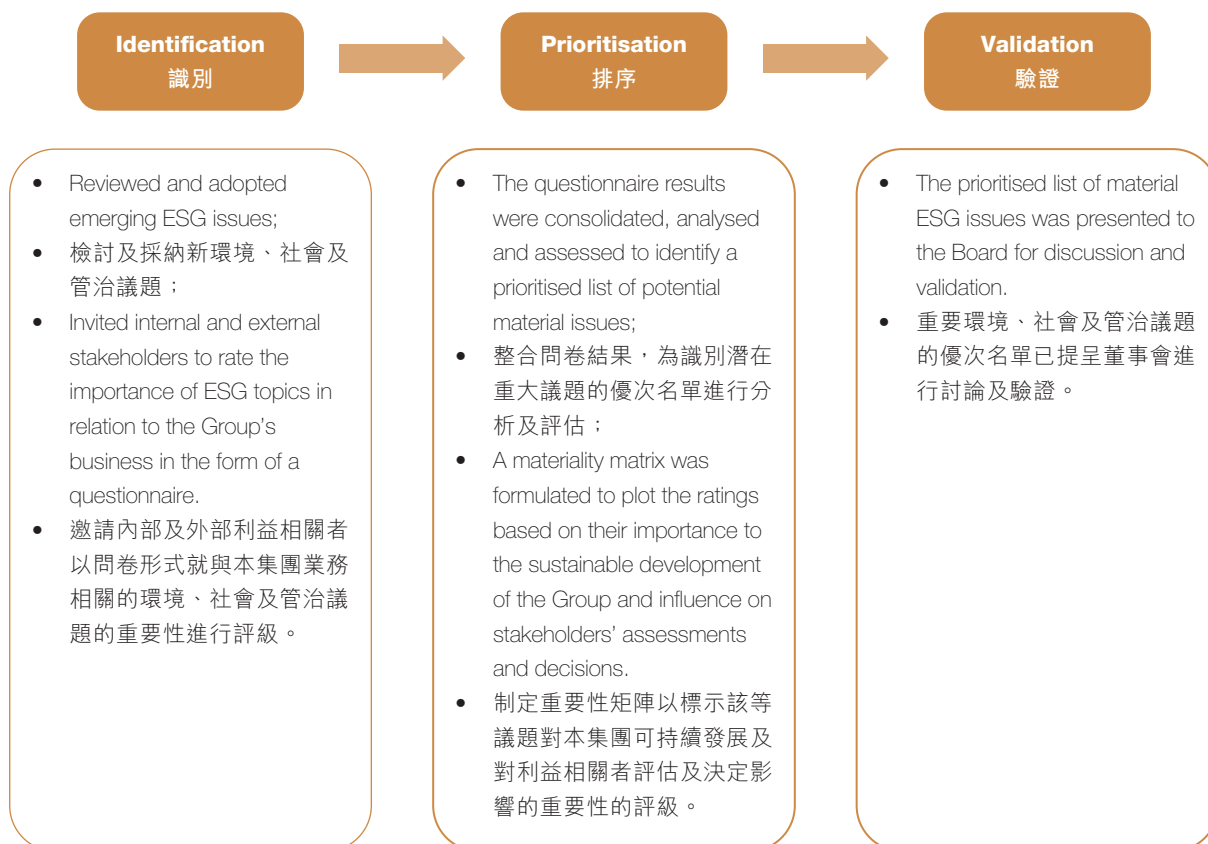 Identification
識別
Prioritisation
排序
Validation
驗證
• Reviewed and adopted
emerging ESG issues;
• 檢討及採納新環境、社會及
管治議題；
• Invited internal and external
stakeholders to rate the
importance of ESG topics in
relation to the Group’s
business in the form of a
questionnaire.
• 邀請內部及外部利益相關者
以問卷形式就與本集團業務
相關的環境、社會及管治議
題的重要性進行評級。
• The questionnaire results
were consolidated, analysed
and assessed to identify a
prioritised list of potential
material issues;
• 整合問卷結果，為識別潛在
重大議題的優次名單進行分
析及評估；
• A materiality matrix was
formulated to plot the ratings
based on their importance to
the sustainable development
of the Group and influence on
stakeholders’ assessments
and decisions.
• 制定重要性矩陣以標示該等
議題對本集團可持續發展及
對利益相關者評估及決定影
響的重要性的評級。
• The prioritised list of material
ESG issues was presented to
the Board for discussion and
validation.
• 重要環境、社會及管治議題
的優次名單已提呈董事會進
行討論及驗證。